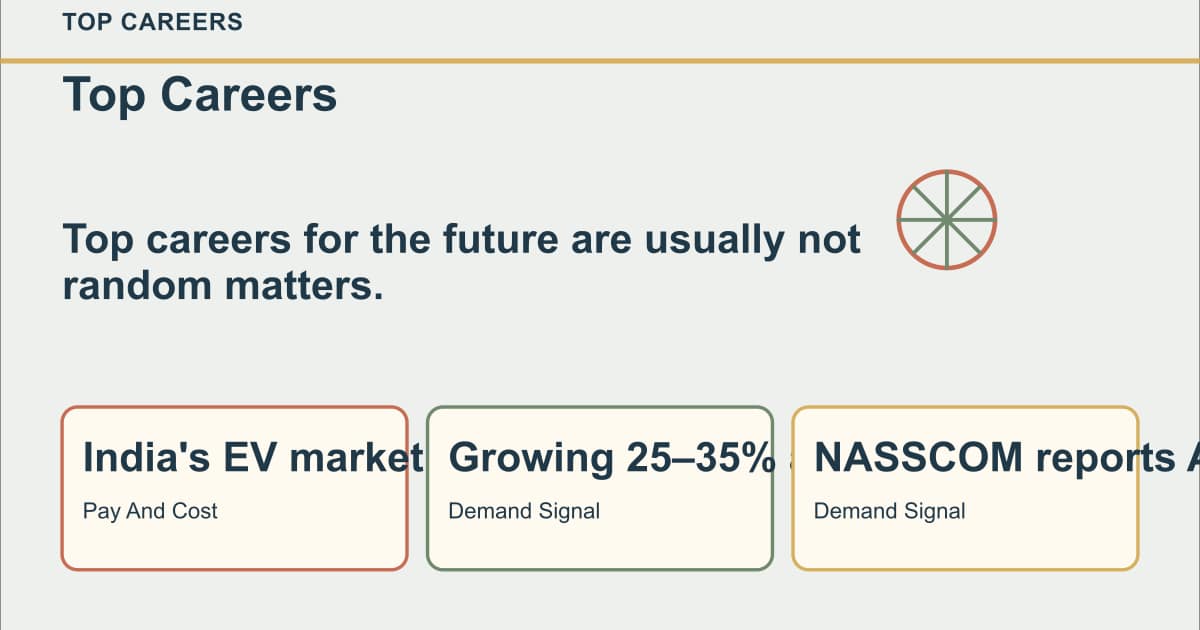 TOP CAREERS
Top Careers
Top careers for the future are usually not
random matters.
India's EV market
Pay And Cost
Growing 25–35%
Demand Signal
NASSCOM reports
Demand Signal